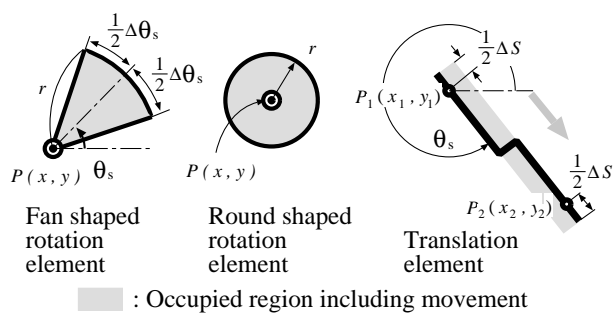 1/2 Δθs
1/2 Δθs
r
θs
P(x, y)
Fan shaped
rotation
element
r
P(x, y)
Round shaped
rotation
element
1/2 ΔS
P1(x1, y1)
θs
1/2 ΔS
P2(x2, y2)
Translation
element
: Occupied region including movement